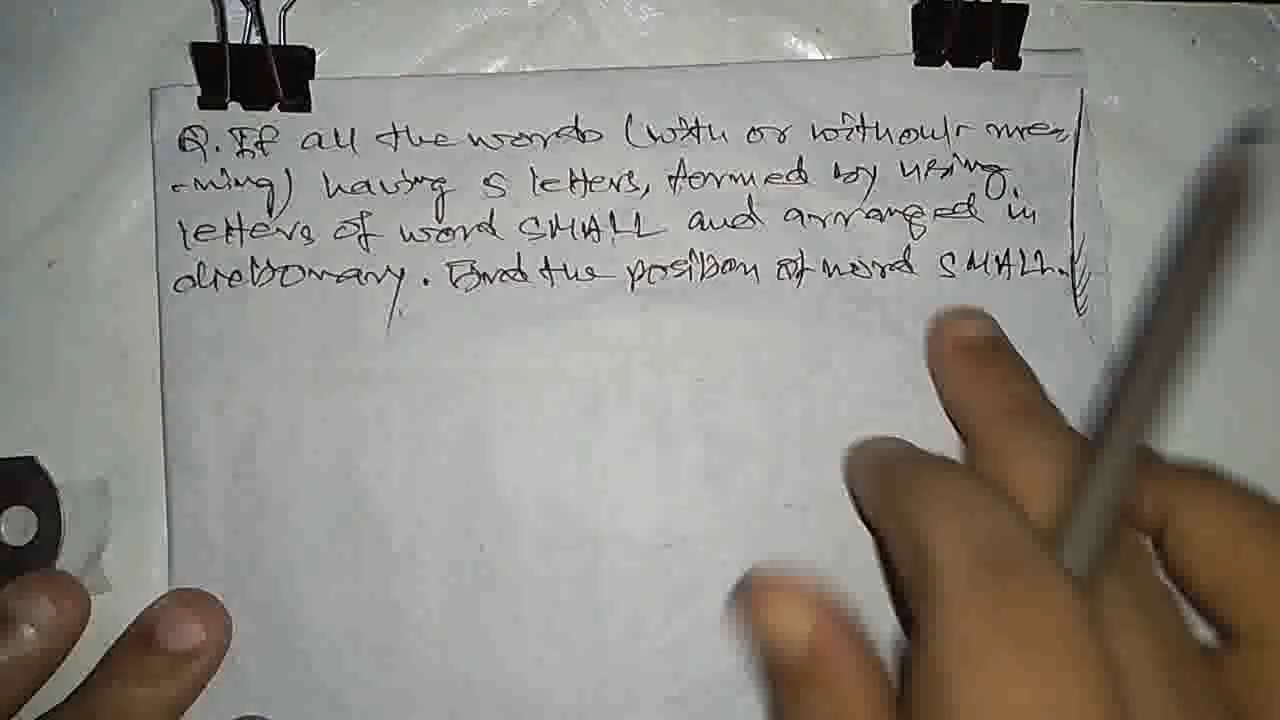 Q. If all the words (with or without mea
-ning) having 5 letters, formed by using
letters of word SMALL and arranged in
dictionary. Find the position of word SMALL.